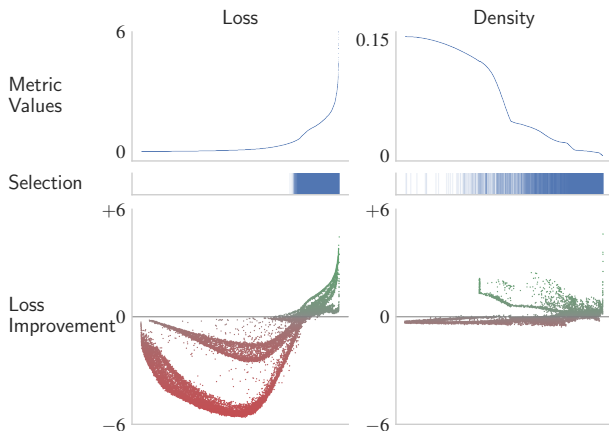 Loss
Density
6
0.15
Metric
Values
0
0
Selection
+6
+6
0
0
Loss
Improvement
−6
−6